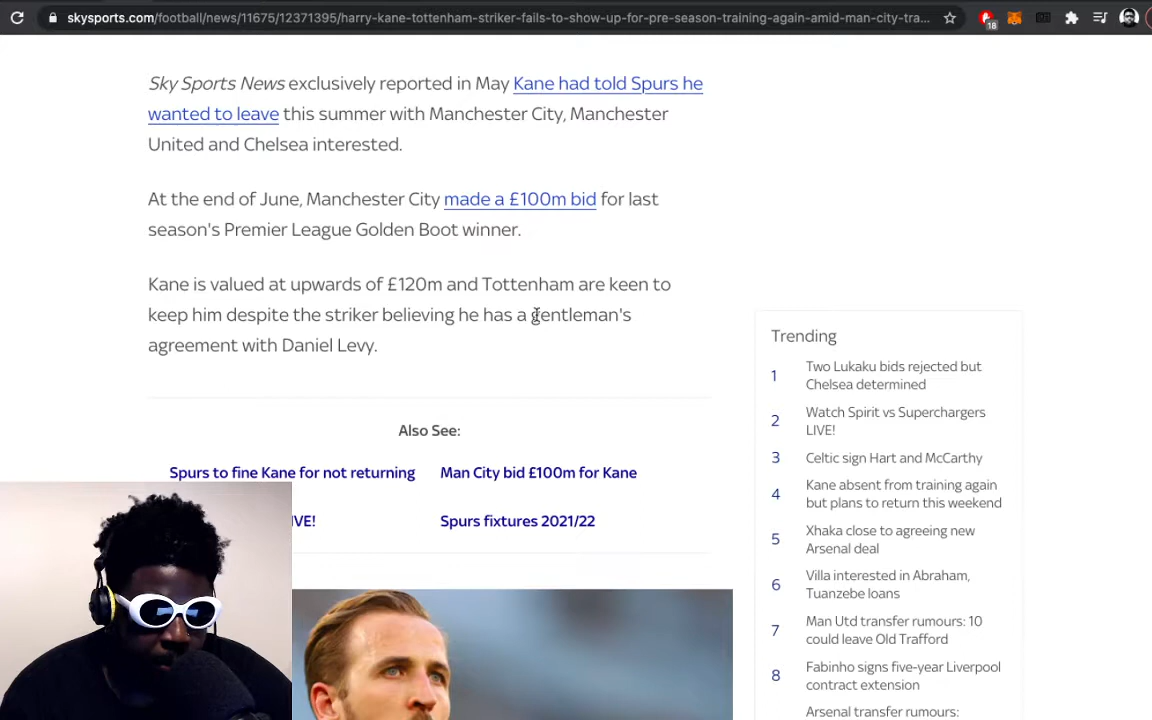 skysports.com/football/news/11675/12371395/harry-kane-tottenham-striker-fails-to-show-up-for-pre-season-training-again-amid-man-city-tra...
18
Sky Sports News exclusively reported in May Kane had told Spurs he
wanted to leave this summer with Manchester City, Manchester
United and Chelsea interested.
At the end of June, Manchester City made a £100m bid for last
season's Premier League Golden Boot winner.
Kane is valued at upwards of £120m and Tottenham are keen to
keep him despite the striker believing he has a gentleman's
agreement with Daniel Levy.
Also See:
Spurs to fine Kane for not returning
Man City bid £100m for Kane
IVE!
Spurs fixtures 2021/22
Trending
1 Two Lukaku bids rejected but
Chelsea determined
2 Watch Spirit vs Superchargers
LIVE!
3 Celtic sign Hart and McCarthy
4 Kane absent from training again
but plans to return this weekend
5 Xhaka close to agreeing new
Arsenal deal
6 Villa interested in Abraham,
Tuanzebe loans
7 Man Utd transfer rumours: 10
could leave Old Trafford
8 Fabinho signs five-year Liverpool
contract extension
Arsenal transfer rumours: